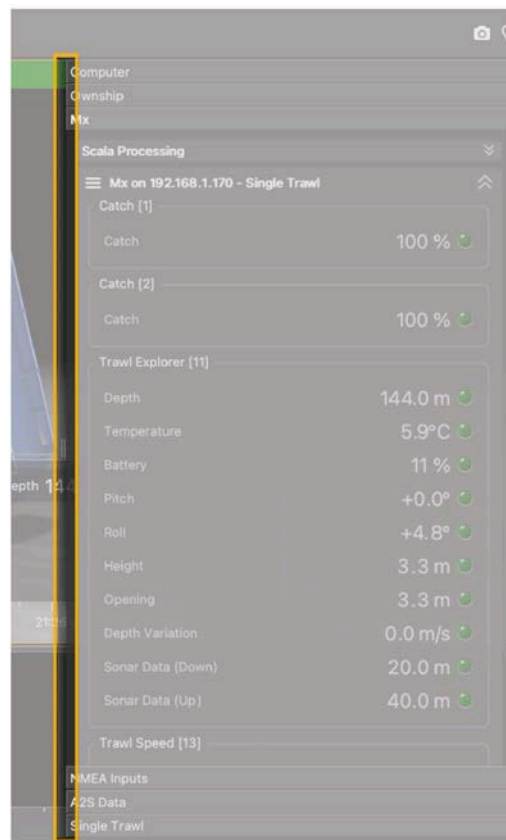 Computer
Ownship
Mx
Scala Processing
Mx on 192.168.1.170 - Single Trawl
Catch [1]
Catch 100 %
Catch [2]
Catch 100 %
Trawl Explorer [11]
Depth 144.0 m
Temperature 5.9°C
Battery 11 %
Pitch +0.0°
epth 144
Roll +4.8°
Height 3.3 m
Opening 3.3 m
Depth Variation 0.0 m/s
Sonar Data (Down) 20.0 m
Sonar Data (Up) 40.0 m
Trawl Speed [13]
NMEA Inputs
A2S Data
Single Trawl